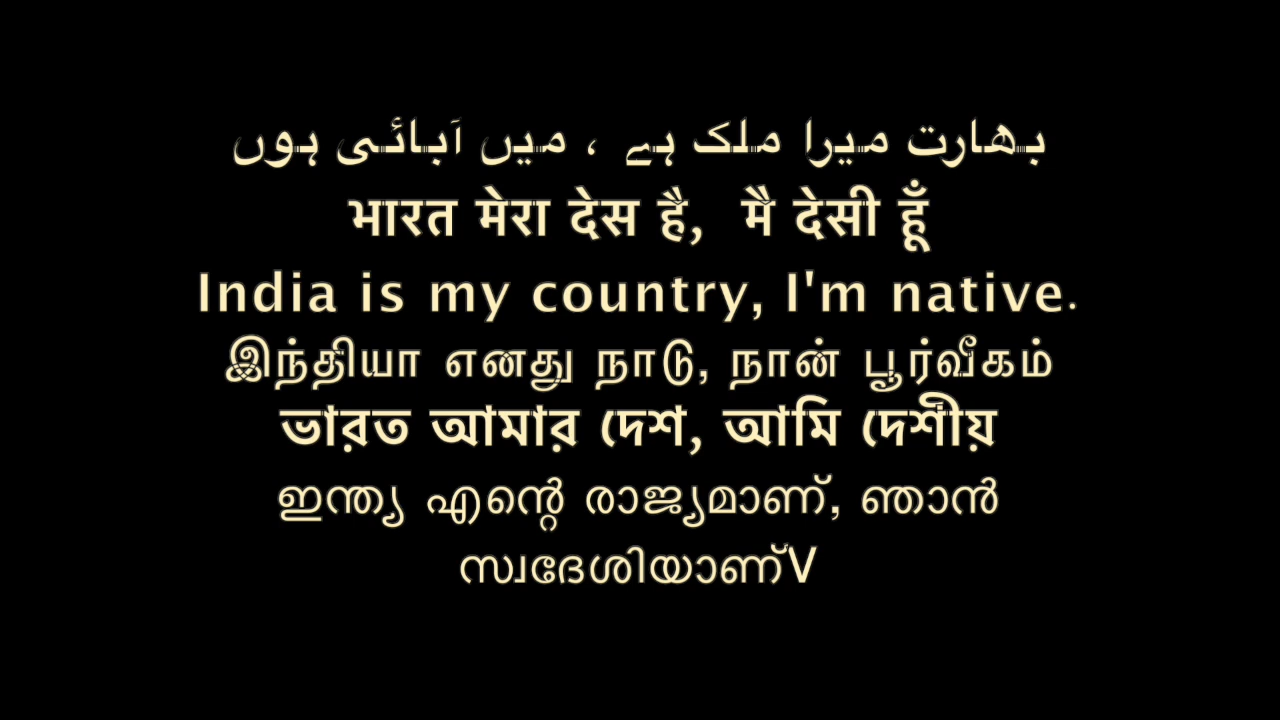 بھارت میرا ملک ہے ، میں آبائی ہوں
भारत मेरा देस है, मै देसी हूँ
India is my country, I'm native.
இந்தியா எனது நாடு, நான் பூர்வீகம்
ভারত আমার দেশ, আমি দেশীয়
ഇന്ത്യ എന്റെ രാജ്യമാണ്, ഞാൻ
സ്വദേശിയാണ്V